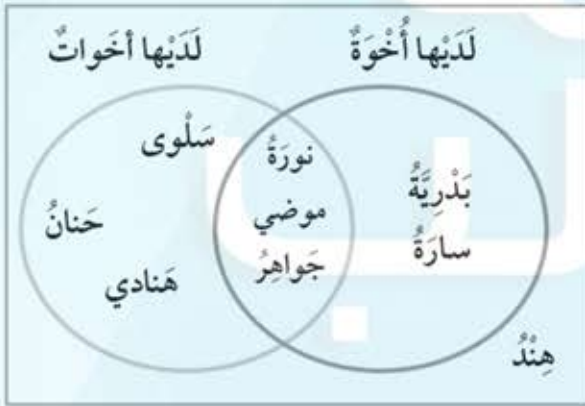 لَدَيْها أُخْوَةٌ
لَدَيْها أَخَواتٌ
بَدْرِيَّةُ
سارَةُ
نورَةُ
موضي
جَواهِرُ
سَلْوى
حَنانُ
هَنادي
هِنْدُ